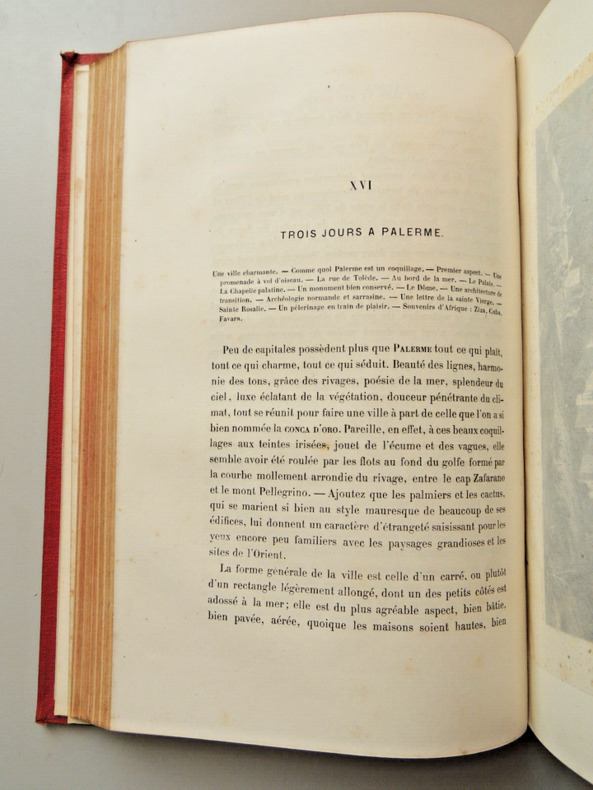 XVI
TROIS JOURS A PALERME.
Une ville charmante. — Comme quoi Palerme est un coquillage. — Premier aspect. — Une
promenade à vol d'oiseau. — La rue de Tolède. — Au bord de la mer. — Le Palais. —
La Chapelle palatine. — Un monument bien conservé. — Le Dôme. — Une architecture de
transition. — Archéologie normande et sarrasine. — Une lettre de la sainte Vierge. —
Sainte Rosalie. — Un pèlerinage en train de plaisir. — Souvenirs d'Afrique : Ziza, Cuba,
Favara.
Peu de capitales possèdent plus que PALERME tout ce qui plaît,
tout ce qui charme, tout ce qui séduit. Beauté des lignes, harmo-
nie des tons, grâce des rivages, poésie de la mer, splendeur du
ciel, luxe éclatant de la végétation, douceur pénétrante du cli-
mat, tout se réunit pour faire une ville à part de celle que l'on a si
bien nommée la CONCA D'ORO. Pareille, en effet, à ces beaux coquil-
lages aux teintes irisées, jouet de l'écume et des vagues, elle
semble avoir été roulée par les flots au fond du golfe formé par
la courbe mollement arrondie du rivage, entre le cap Zafarano
et le mont Pellegrino. — Ajoutez que les palmiers et les cactus,
qui se marient si bien au style mauresque de beaucoup de ses
édifices, lui donnent un caractère d'étrangeté saisissant pour les
yeux encore peu familiers avec les paysages grandioses et les
sites de l'Orient.
La forme générale de la ville est celle d'un carré, ou plutôt
d'un rectangle légèrement allongé, dont un des petits côtés est
adossé à la mer; elle est du plus agréable aspect, bien bâtie,
bien pavée, aérée, quoique les maisons soient hautes, bien